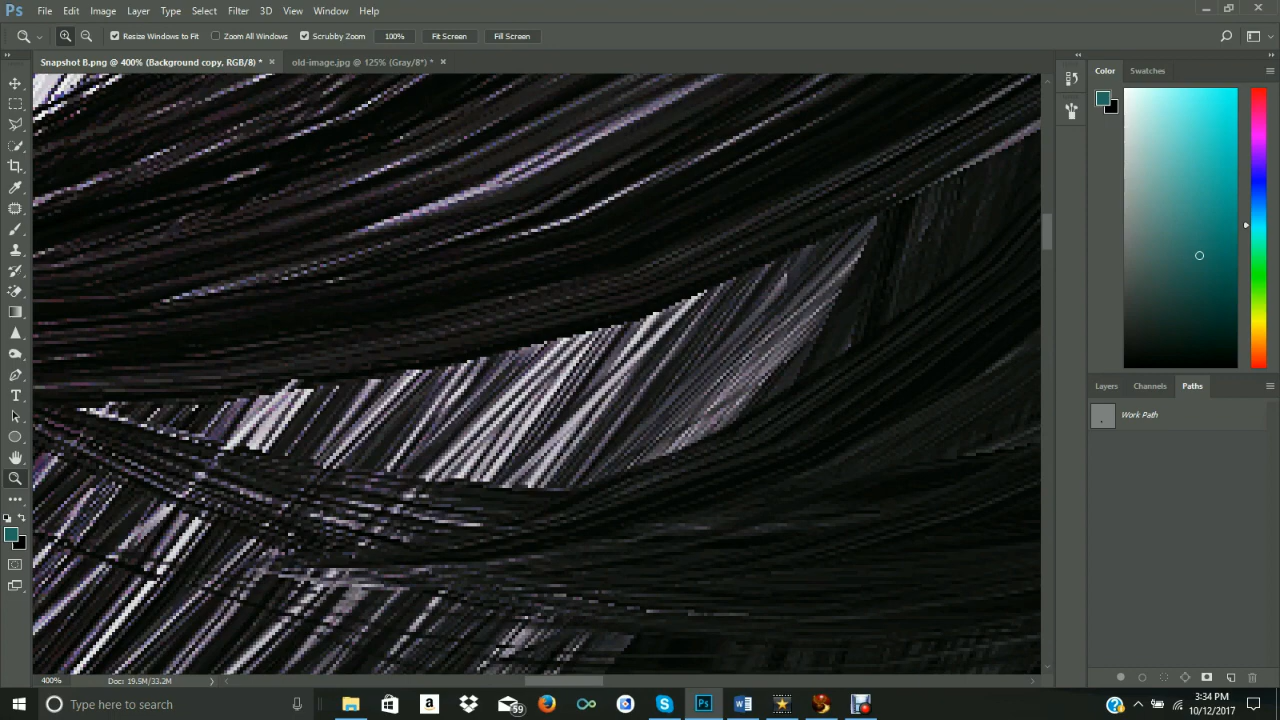 Ps File Edit Image Layer Type Select Filter 3D View Window Help
Resize Windows to Fit Zoom All Windows Scrubby Zoom 100% Fit Screen Fill Screen
Snapshot B.png @ 400% (Background copy, RGB/8) * × old-image.jpg @ 125% (Gray/8*) * ×
Color Swatches
Layers Channels Paths
Work Path
400% Doc: 19.5M/33.2M
Type here to search
59
Ps
3:34 PM
10/12/2017